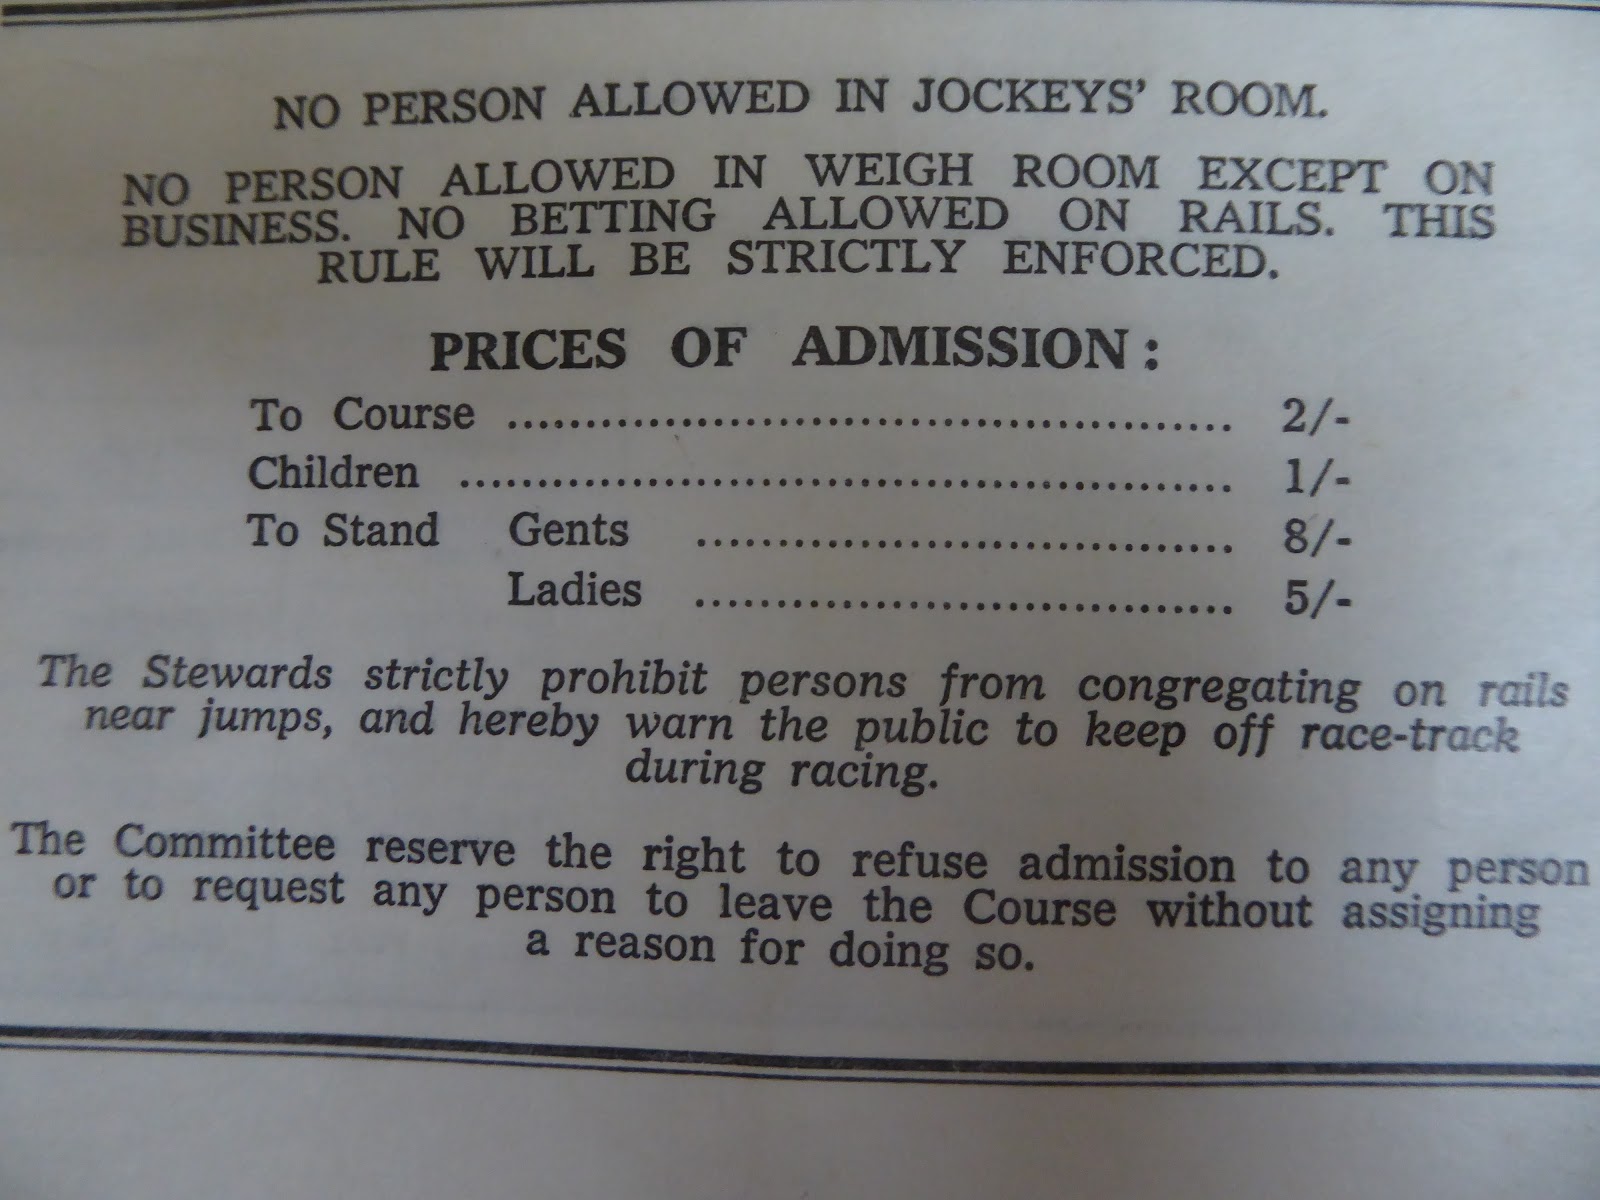 NO PERSON ALLOWED IN JOCKEYS' ROOM.
NO PERSON ALLOWED IN WEIGH ROOM EXCEPT ON
BUSINESS. NO BETTING ALLOWED ON RAILS. THIS
RULE WILL BE STRICTLY ENFORCED.
PRICES OF ADMISSION:
To Course ............................................... 2/-
Children .................................................. 1/-
To Stand Gents ................................... 8/-
Ladies ................................... 5/-
The Stewards strictly prohibit persons from congregating on rails
near jumps, and hereby warn the public to keep off race-track
during racing.
The Committee reserve the right to refuse admission to any person
or to request any person to leave the Course without assigning
a reason for doing so.